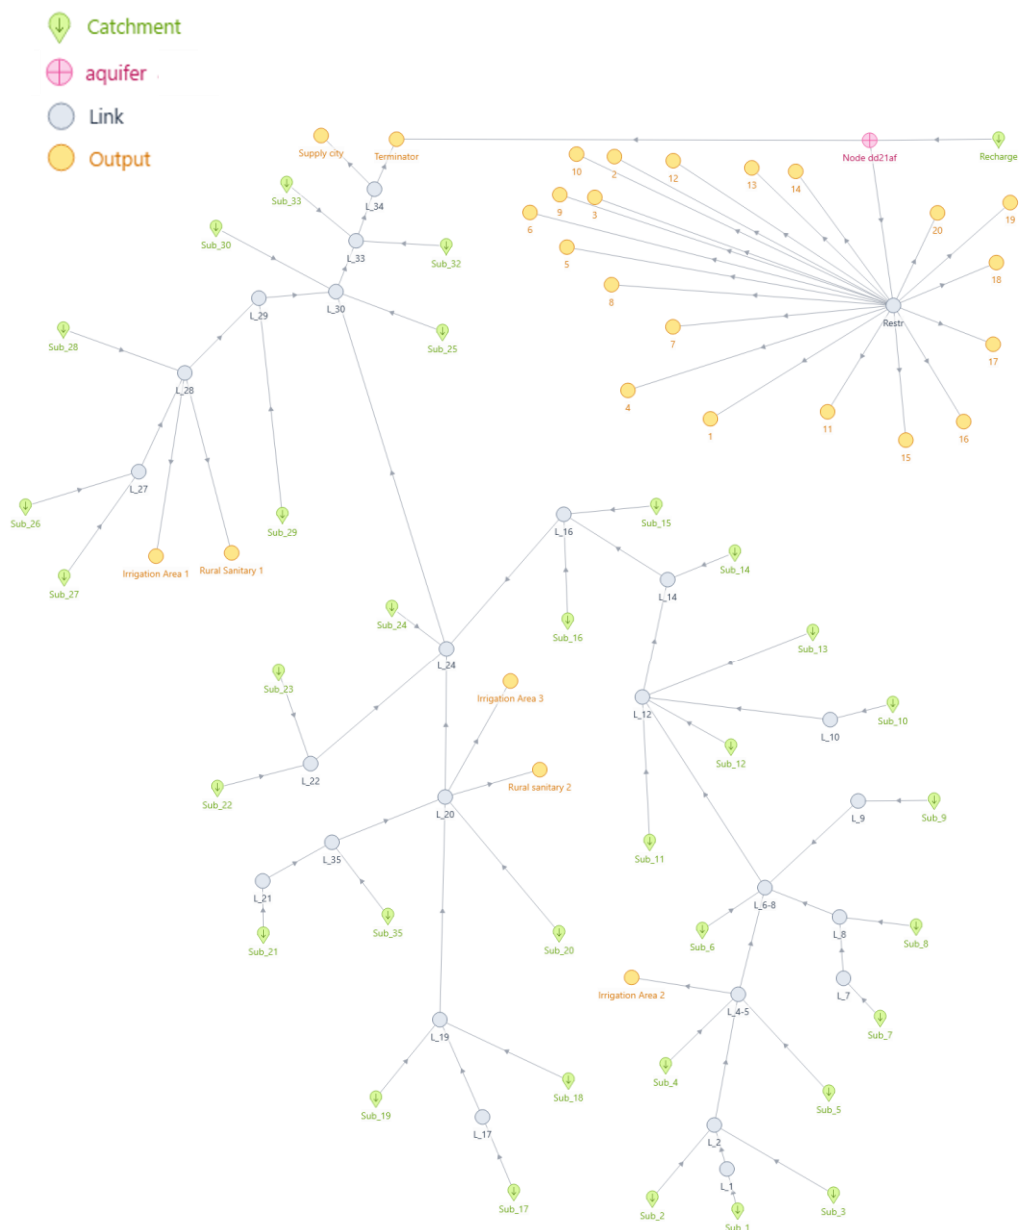 Catchment
aquifer
Link
Output
Supply city
Terminator
Node dd21af
Recharge
10
2
12
13
14
Sub_33
L_34
9
3
6
20
19
Sub_30
L_33
Sub_32
5
18
8
L_29
L_30
Restr
Sub_28
Sub_25
7
17
L_28
4
1
11
15
16
L_27
Sub_26
Sub_29
Sub_15
L_16
Irrigation Area 1
Rural Sanitary 1
Sub_27
Sub_14
L_14
Sub_24
Sub_16
Sub_13
L_24
Sub_23
Irrigation Area 3
L_12
Sub_10
L_10
Sub_12
L_22
Sub_22
Rural sanitary 2
L_20
L_9
Sub_9
L_35
Sub_11
L_21
L_6-8
Sub_35
Sub_21
Sub_20
Sub_6
L_8
Sub_8
Irrigation Area 2
L_4-5
L_7
Sub_7
L_19
Sub_4
Sub_18
Sub_5
Sub_19
L_17
L_2
L_1
Sub_17
Sub_2
Sub_3
Sub_1